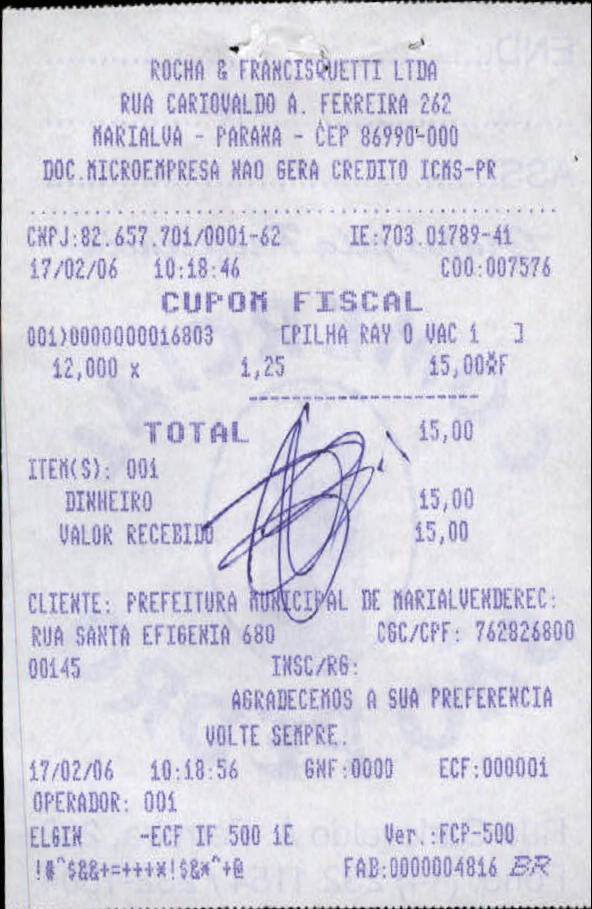 ROCHA & FRANCISQUETTI LTDA
RUA CARIOVALDO A. FERREIRA 262
MARIALVA - PARANA - CEP 86990-000
DOC.MICROEMPRESA NAO GERA CREDITO ICMS-PR
CNPJ:82.657.701/0001-62 IE:703.01789-41
17/02/06 10:18:46 COO:007576
CUPOM FISCAL
001)0000000016803 [PILHA RAY O VAC 1 ]
12,000 x 1,25 15,00%F
TOTAL 15,00
ITEM(S): 001
DINHEIRO 15,00
VALOR RECEBIDO 15,00
CLIENTE: PREFEITURA MUNICIPAL DE MARIALVENDEREC:
RUA SANTA EFIGENIA 680 CGC/CPF: 762826800
00145 INSC/RG:
AGRADECEMOS A SUA PREFERENCIA
VOLTE SEMPRE.
17/02/06 10:18:56 GNF:0000 ECF:000001
OPERADOR: 001
ELGIN -ECF IF 500 1E Ver.:FCP-500
!#^$&&+=+++*!$&*^+@ FAB:0000004816 BR